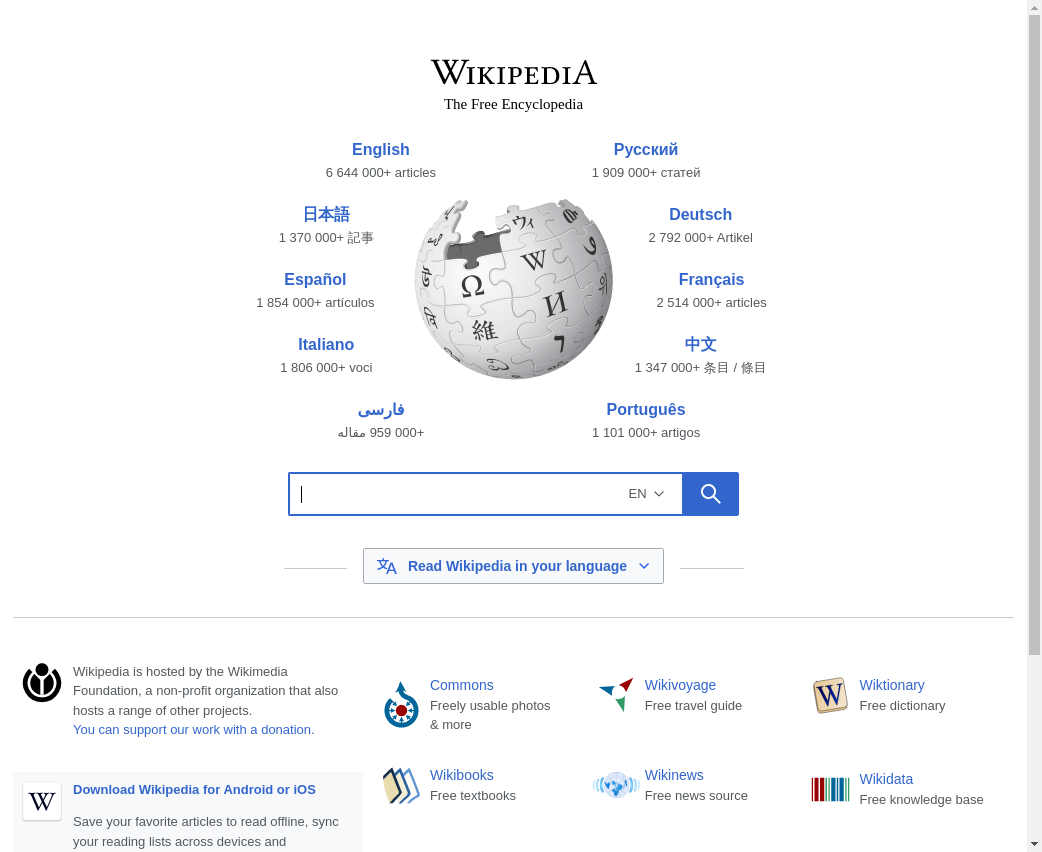 WIKIPEDIA
The Free Encyclopedia
English
6 644 000+ articles
Русский
1 909 000+ статей
日本語
1 370 000+ 記事
Deutsch
2 792 000+ Artikel
Español
1 854 000+ artículos
Français
2 514 000+ articles
Italiano
1 806 000+ voci
中文
1 347 000+ 条目 / 條目
فارسی
959 000+ مقاله
Português
1 101 000+ artigos
Ω
W
И
維
ウィ
EN
Read Wikipedia in your language
Wikipedia is hosted by the Wikimedia
Foundation, a non-profit organization that also
hosts a range of other projects.
You can support our work with a donation.
W
Download Wikipedia for Android or iOS
Save your favorite articles to read offline, sync
your reading lists across devices and
Commons
Freely usable photos
& more
Wikivoyage
Free travel guide
W
Wiktionary
Free dictionary
Wikibooks
Free textbooks
Wikinews
Free news source
Wikidata
Free knowledge base